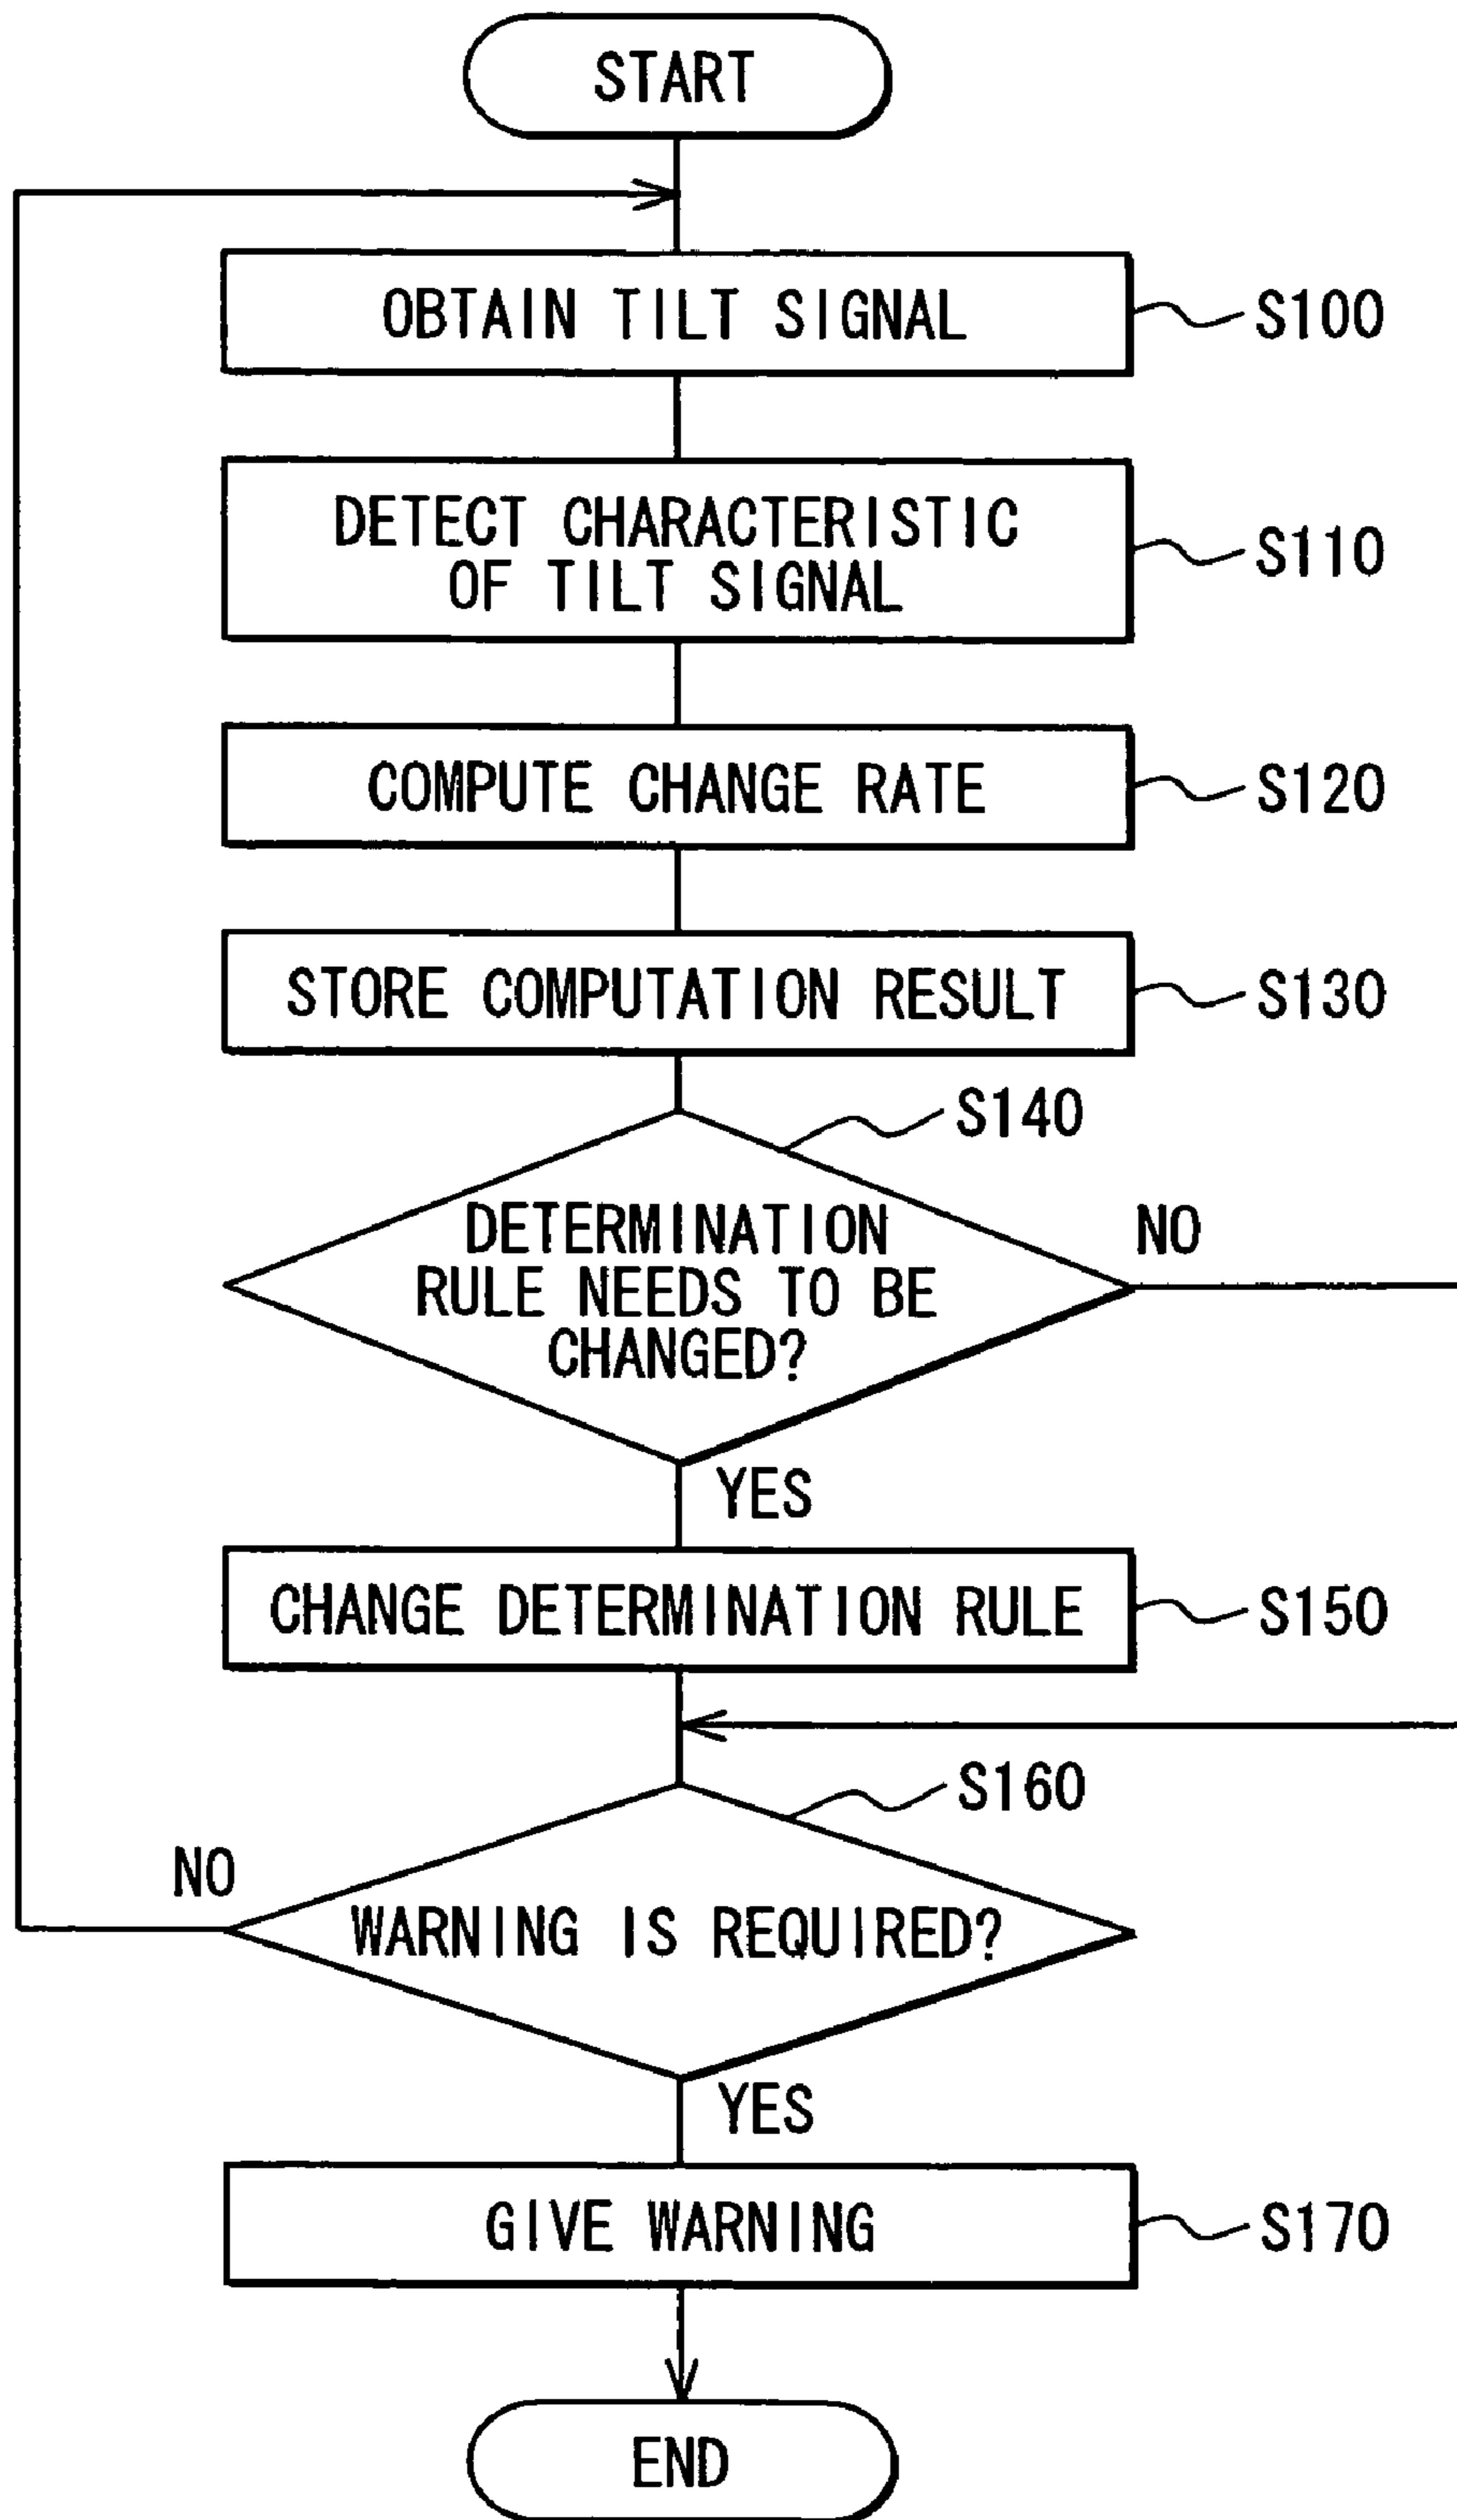 START
OBTAIN TILT SIGNAL
S100
DETECT CHARACTERISTIC
OF TILT SIGNAL
S110
COMPUTE CHANGE RATE
S120
STORE COMPUTATION RESULT
S130
S140
DETERMINATION
RULE NEEDS TO BE
CHANGED?
NO
YES
CHANGE DETERMINATION RULE
S150
S160
NO
WARNING IS REQUIRED?
YES
GIVE WARNING
S170
END